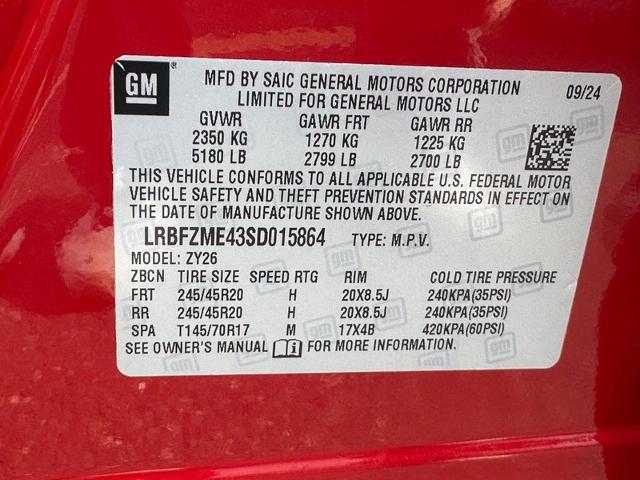 GM ®
MFD BY SAIC GENERAL MOTORS CORPORATION 09/24
LIMITED FOR GENERAL MOTORS LLC
GVWR GAWR FRT GAWR RR
2350 KG 1270 KG 1225 KG
5180 LB 2799 LB 2700 LB
THIS VEHICLE CONFORMS TO ALL APPLICABLE U.S. FEDERAL MOTOR
VEHICLE SAFETY AND THEFT PREVENTION STANDARDS IN EFFECT ON
THE DATE OF MANUFACTURE SHOWN ABOVE.
LRBFZME43SD015864 TYPE: M.P.V.
MODEL: ZY26
ZBCN TIRE SIZE SPEED RTG RIM COLD TIRE PRESSURE
FRT 245/45R20 H 20X8.5J 240KPA(35PSI)
RR 245/45R20 H 20X8.5J 240KPA(35PSI)
SPA T145/70R17 M 17X4B 420KPA(60PSI)
SEE OWNER'S MANUAL i FOR MORE INFORMATION.